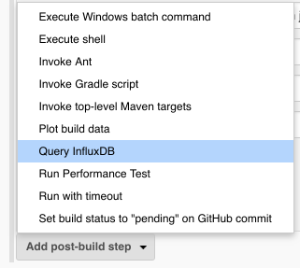 Execute Windows batch command
Execute shell
Invoke Ant
Invoke Gradle script
Invoke top-level Maven targets
Plot build data
Query InfluxDB
Run Performance Test
Run with timeout
Set build status to "pending" on GitHub commit
Add post-build step